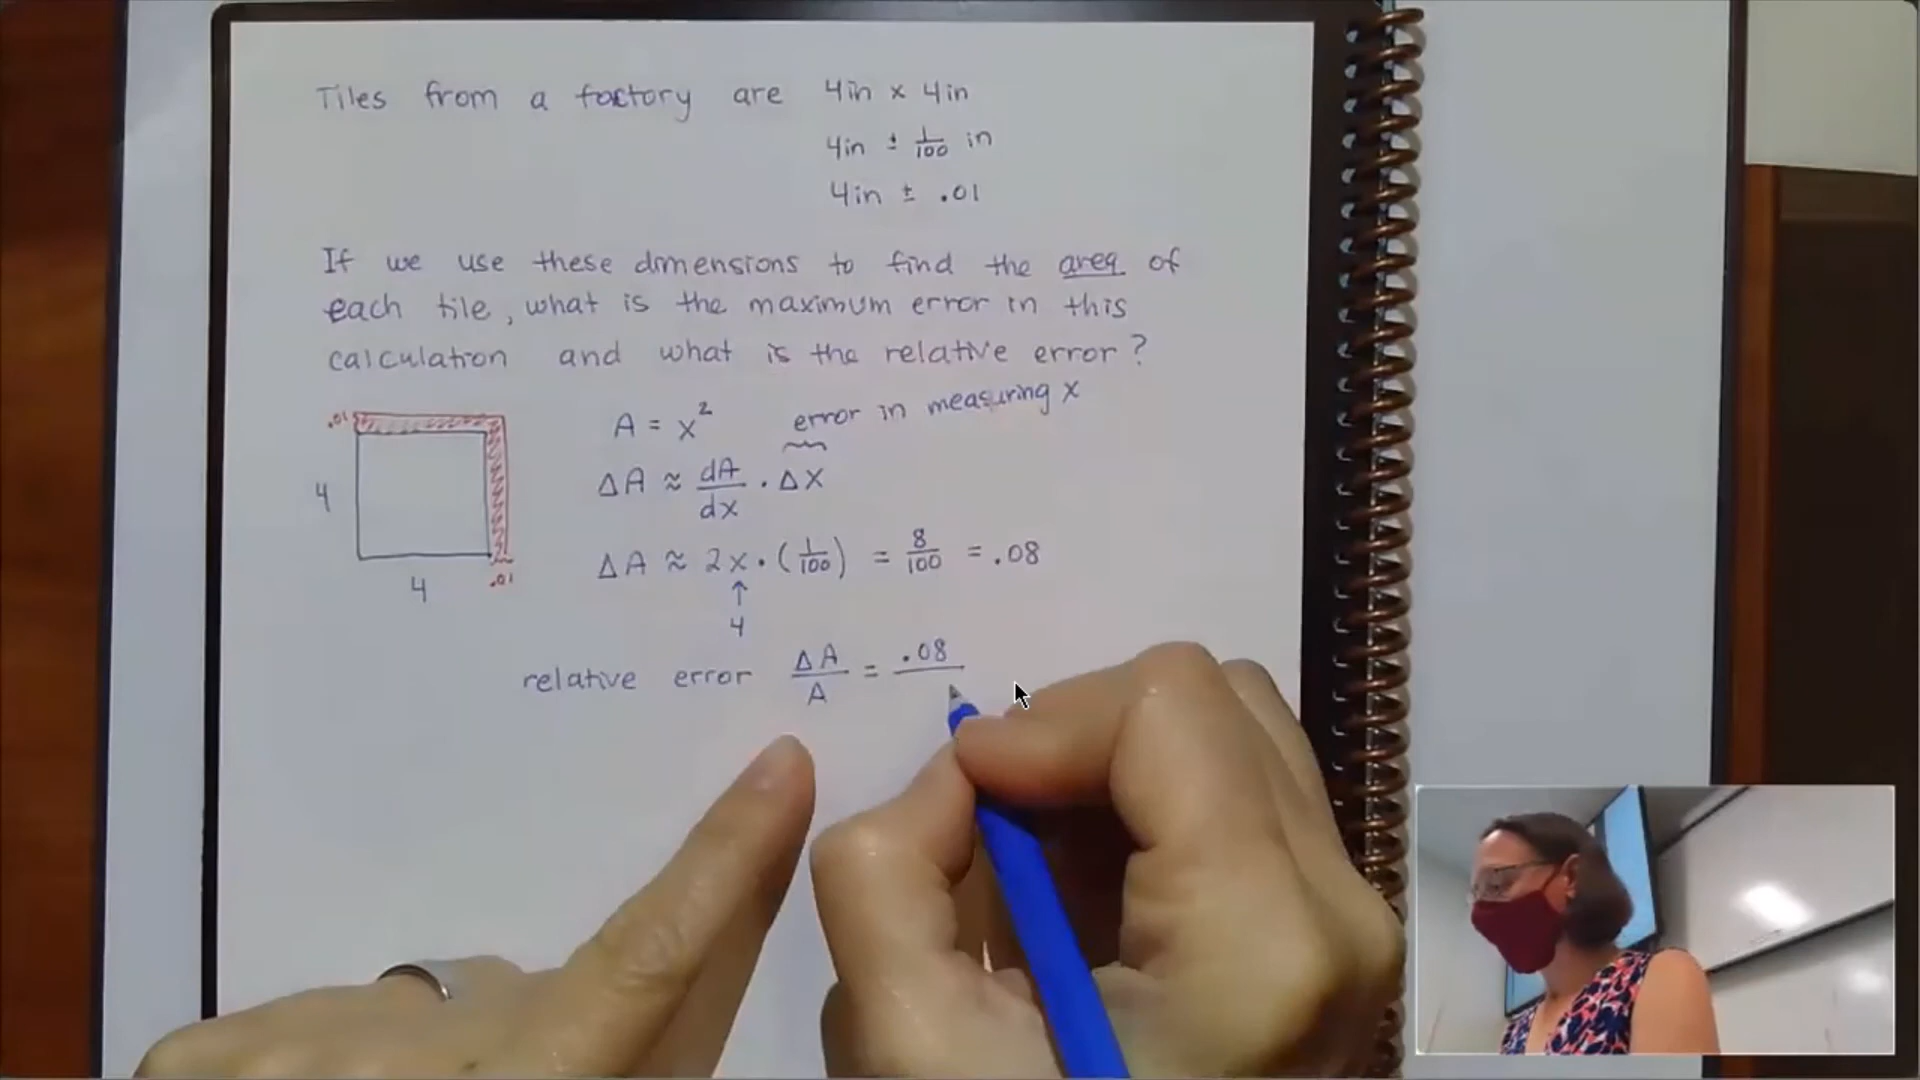 Tiles from a factory are 4in x 4in
4in ± 1/100 in
4in ± .01
If we use these dimensions to find the area of
each tile, what is the maximum error in this
calculation and what is the relative error?
.01
4
4
.01
A = x²
error in measuring x
ΔA ≈ dA/dx · Δx
ΔA ≈ 2x · (1/100) = 8/100 = .08
↑
4
relative error ΔA/A = .08